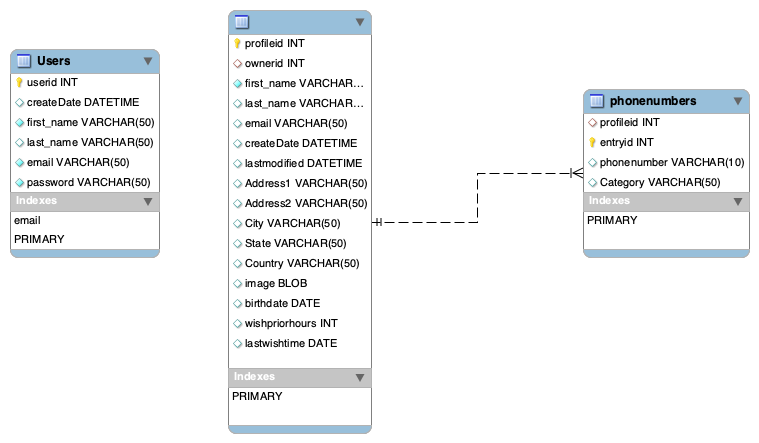 Users
userid INT
createDate DATETIME
first_name VARCHAR(50)
last_name VARCHAR(50)
email VARCHAR(50)
password VARCHAR(50)
Indexes
email
PRIMARY
profileid INT
ownerid INT
first_name VARCHAR...
last_name VARCHAR...
email VARCHAR(50)
createDate DATETIME
lastmodified DATETIME
Address1 VARCHAR(50)
Address2 VARCHAR(50)
City VARCHAR(50)
State VARCHAR(50)
Country VARCHAR(50)
image BLOB
birthdate DATE
wishpriorhours INT
lastwishtime DATE
Indexes
PRIMARY
phonenumbers
profileid INT
entryid INT
phonenumber VARCHAR(10)
Category VARCHAR(50)
Indexes
PRIMARY